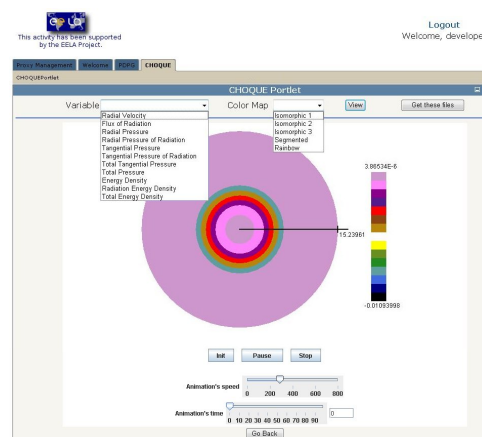 This activity has been supported
by the EELA Project.
Logout
Welcome, develope
Proxy Management Welcome PDPG CHOQUE
CHOQUEPortlet
CHOQUE Portlet
Variable Color Map View Get these files
Radial Velocity
Flux of Radiation
Radial Pressure
Radial Pressure of Radiation
Tangential Pressure
Tangential Pressure of Radiation
Total Tangential Pressure
Total Pressure
Energy Density
Radiation Energy Density
Total Energy Density
Isomorphic 1
Isomorphic 2
Isomorphic 3
Segmented
Rainbow
3.86534E-6
15.23961
-0.01093998
Init Pause Stop
Animation's speed
0 200 400 600 800
Animation's time
0 10 20 30 40 50 60 70 80 90
0
Go Back